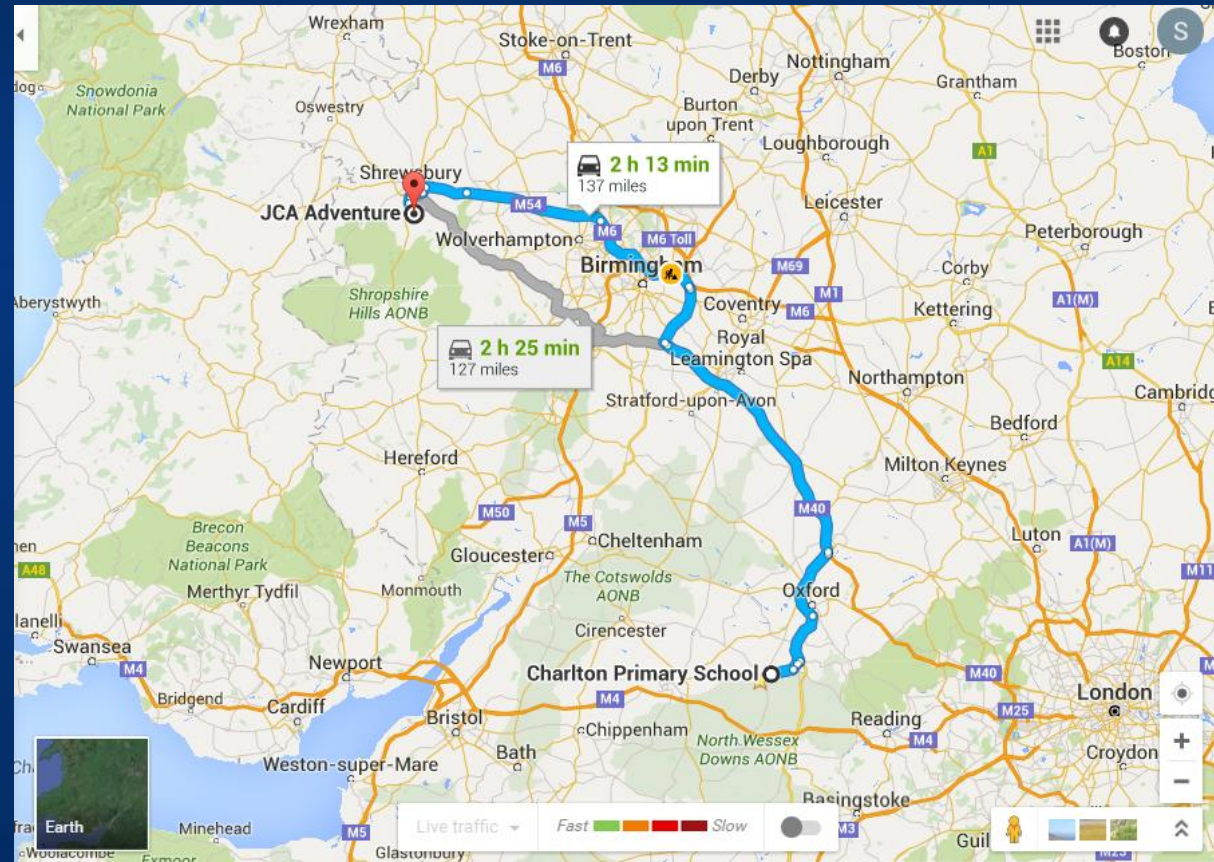 Wrexham
Stoke-on-Trent
S
Boston
Nottingham
Derby
Grantham
M6
Snowdonia
National Park
Oswestry
Burton
upon Trent
Loughborough
A1
Shrewsbury
2 h 13 min
137 miles
Leicester
JCA Adventure
M54
M6
M6 Toll
Wolverhampton
Peterborough
Birmingham
M69
Corby
Aberystwyth
Shropshire
Hills AONB
Coventry
M6
M1
Kettering
A1(M)
2 h 25 min
127 miles
Royal
Leamington Spa
A14
Northampton
Stratford-upon-Avon
Bedford
Hereford
Milton Keynes
M50
M5
M40
Brecon
Beacons
National Park
Cheltenham
Luton
A1(M)
Gloucester
A48
M11
Merthyr Tydfil
Monmouth
The Cotswolds
AONB
Oxford
Cirencester
Swansea
M4
Newport
Charlton Primary School
M40
London
Bridgend
Cardiff
M4
M25
Bristol
Reading
Chippenham
M4
Croydon
Bath
North Wessex
Downs AONB
Weston-super-Mare
Basingstoke
Earth
Minehead
M5
Live traffic
Fast
Slow
M3
Glastonbury
Woolacombe
Exmoor
M23